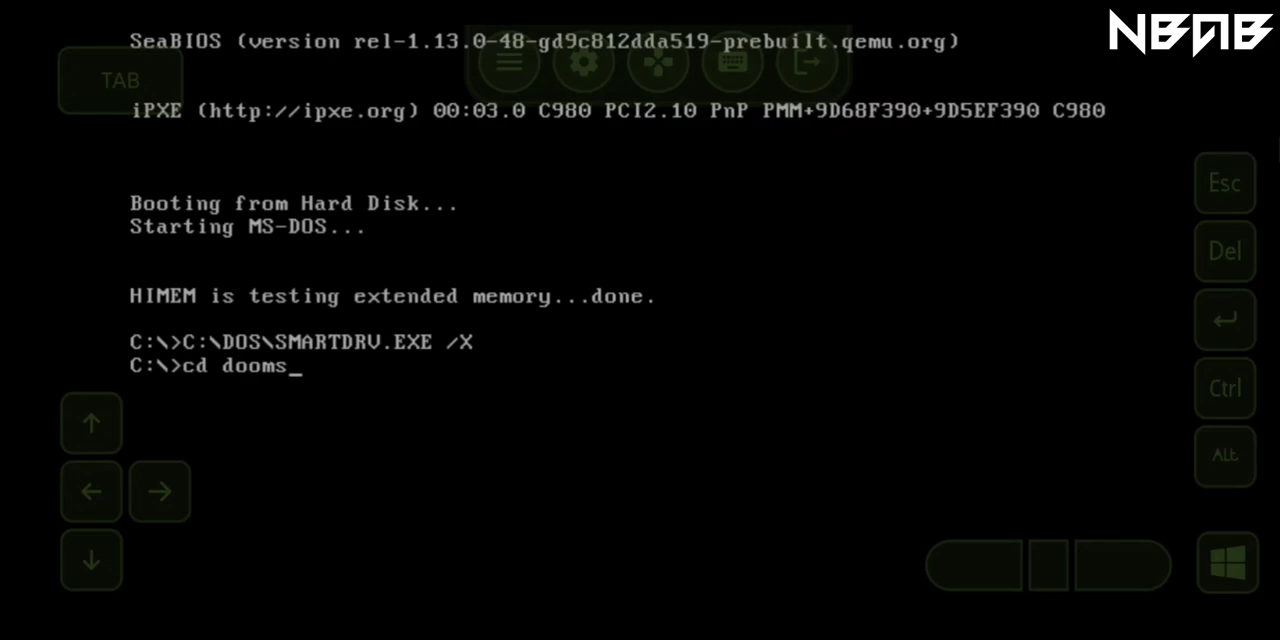 NBAB
SeaBIOS (version rel-1.13.0-48-gd9c812dda519-prebuilt.qemu.org)
TAB
iPXE (http://ipxe.org) 00:03.0 C980 PCI2.10 PnP PMM+9D68F390+9D5EF390 C980
Booting from Hard Disk...
Starting MS-DOS...
HIMEM is testing extended memory...done.
C:\>C:\DOS\SMARTDRV.EXE /X
C:\>cd dooms_
Esc
Del
Ctrl
Alt